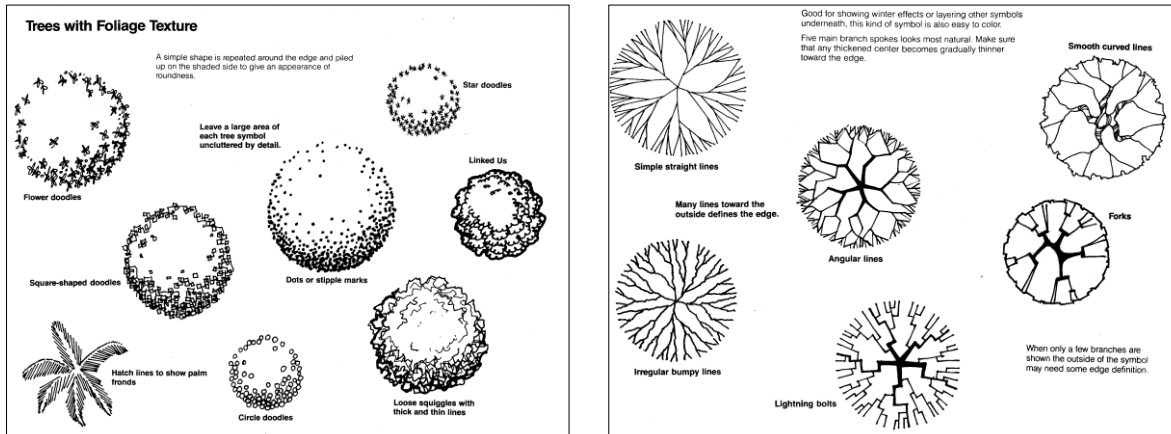 Trees with Foliage Texture
A simple shape is repeated around the edge and piled
up on the shaded side to give an appearance of
roundness.
Star doodles
Leave a large area of
each tree symbol
uncluttered by detail.
Linked Us
Flower doodles
Square-shaped doodles
Dots or stipple marks
Hatch lines to show palm
fronds
Circle doodles
Loose squiggles with
thick and thin lines
Good for showing winter effects or layering other symbols
underneath, this kind of symbol is also easy to color.
Five main branch spokes looks most natural. Make sure
that any thickened center becomes gradually thinner
toward the edge.
Smooth curved lines
Simple straight lines
Many lines toward the
outside defines the edge.
Angular lines
Forks
Irregular bumpy lines
Lightning bolts
When only a few branches are
shown the outside of the symbol
may need some edge definition.